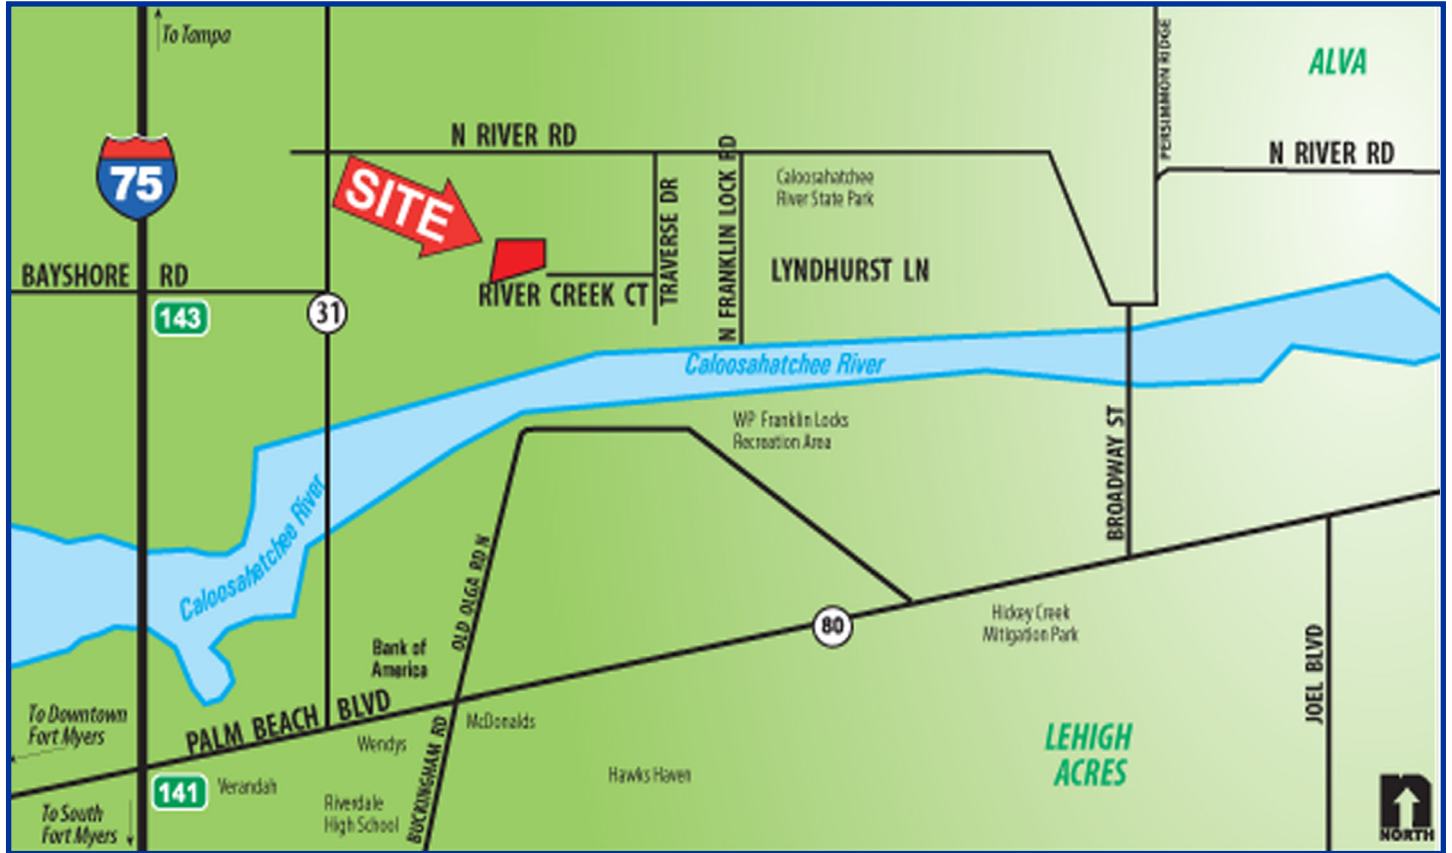 To Tampa
PERSIMMON RIDGE
ALVA
N RIVER RD
N RIVER RD
75
SITE
Caloosahatchee
River State Park
TRAVERSE DR
N FRANKLIN LOCK RD
LYNDHURST LN
BAYSHORE RD
RIVER CREEK CT
143
31
Caloosahatchee River
WP Franklin Locks
Recreation Area
BROADWAY ST
Caloosahatchee River
OLD OLGA RD N
80
Hickey Creek
Mitigation Park
Bank of
America
JOEL BLVD
To Downtown
Fort Myers
PALM BEACH BLVD
McDonalds
Wendys
BUCKINGHAM RD
LEHIGH
ACRES
Hawks Haven
141
Verandah
Riverdale
High School
To South
Fort Myers
n
NORTH